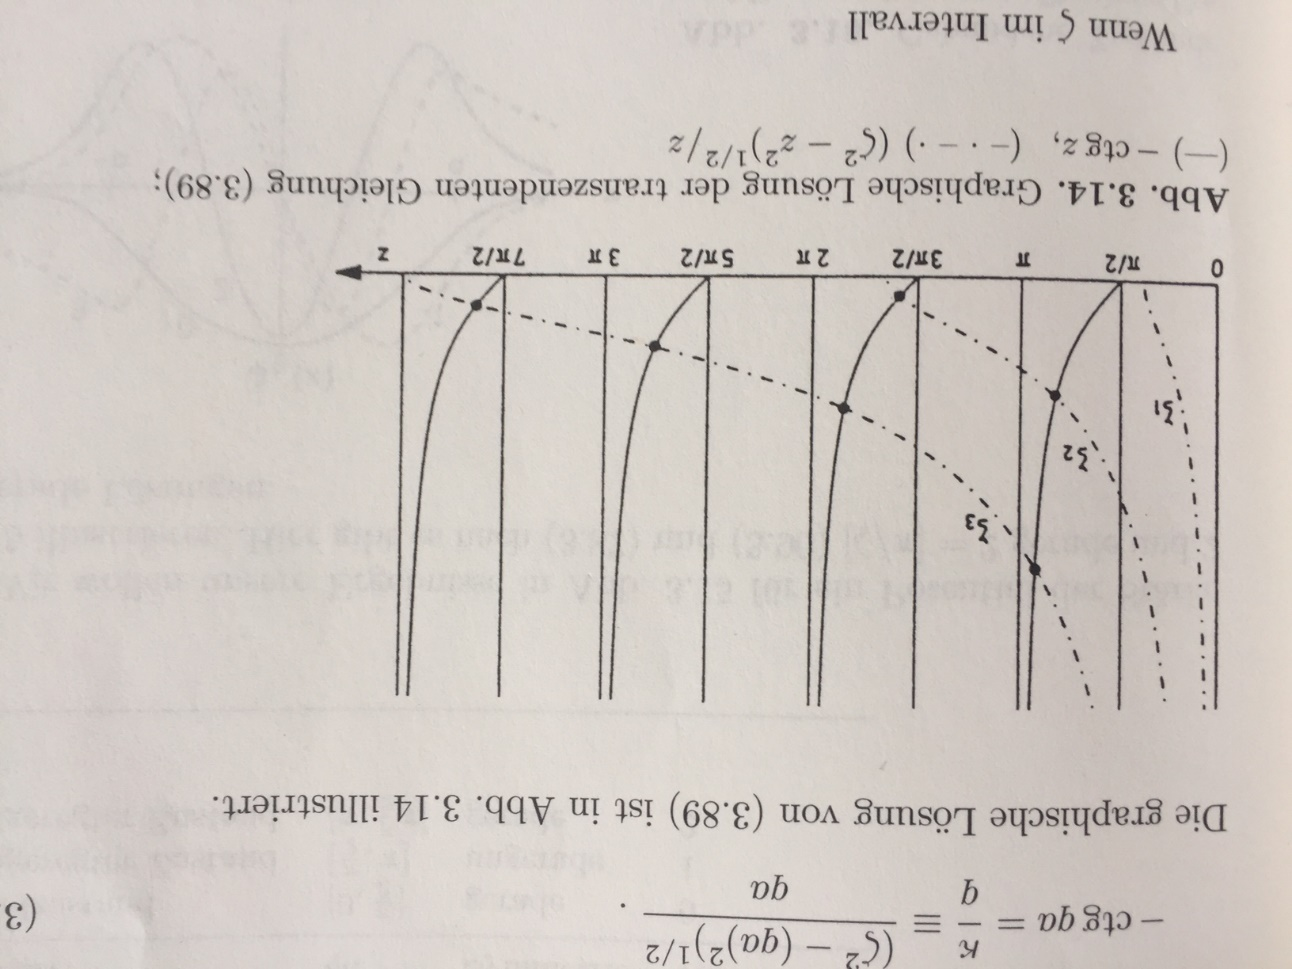 − ctg qa = κ/q ≡ (ζ² − (qa)²)^{1/2}/qa . (3.
Die graphische Lösung von (3.89) ist in Abb. 3.14 illustriert.
ζ1
ζ2
ζ3
0 π/2 π 3π/2 2π 5π/2 3π 7π/2 z
Abb. 3.14. Graphische Lösung der transzendenten Gleichung (3.89);
(—) − ctg z, (− · − ·) (ζ² − z²)^{1/2}/z
Wenn ζ im Intervall